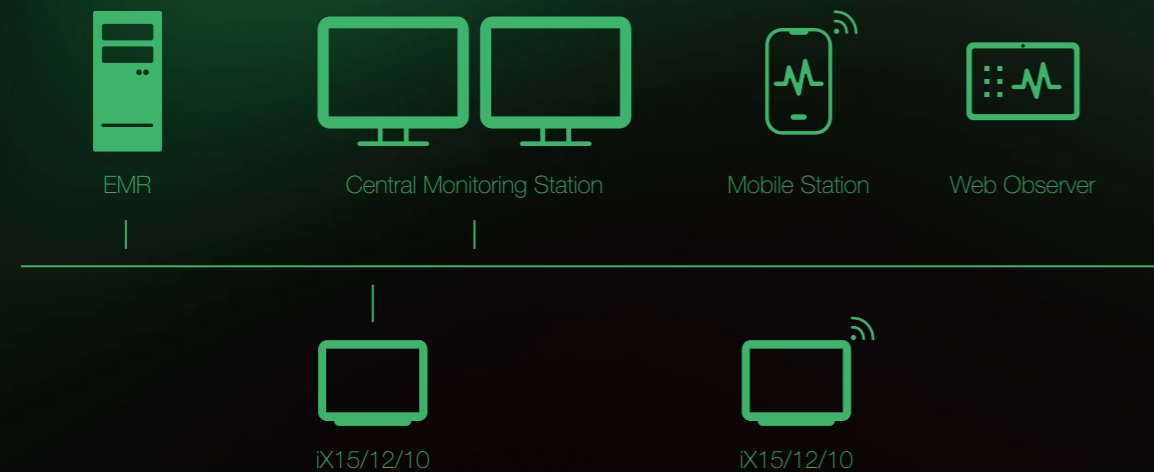 EMR
Central Monitoring Station
Mobile Station
Web Observer
iX15/12/10
iX15/12/10